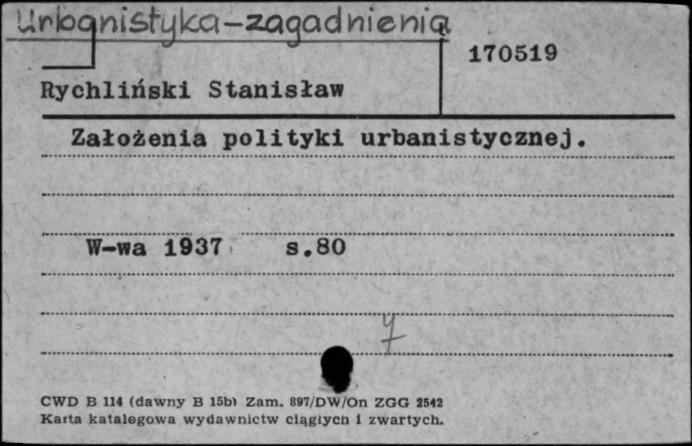 Urbanistyka-zagadnienia
170519
Rychliński Stanisław
Założenia polityki urbanistycznej.
W-wa 1937 s.80
CWD B 114 (dawny B 15b) Zam. 897/DW/On ZGG 2542
Karta katalogowa wydawnictw ciągłych i zwartych.